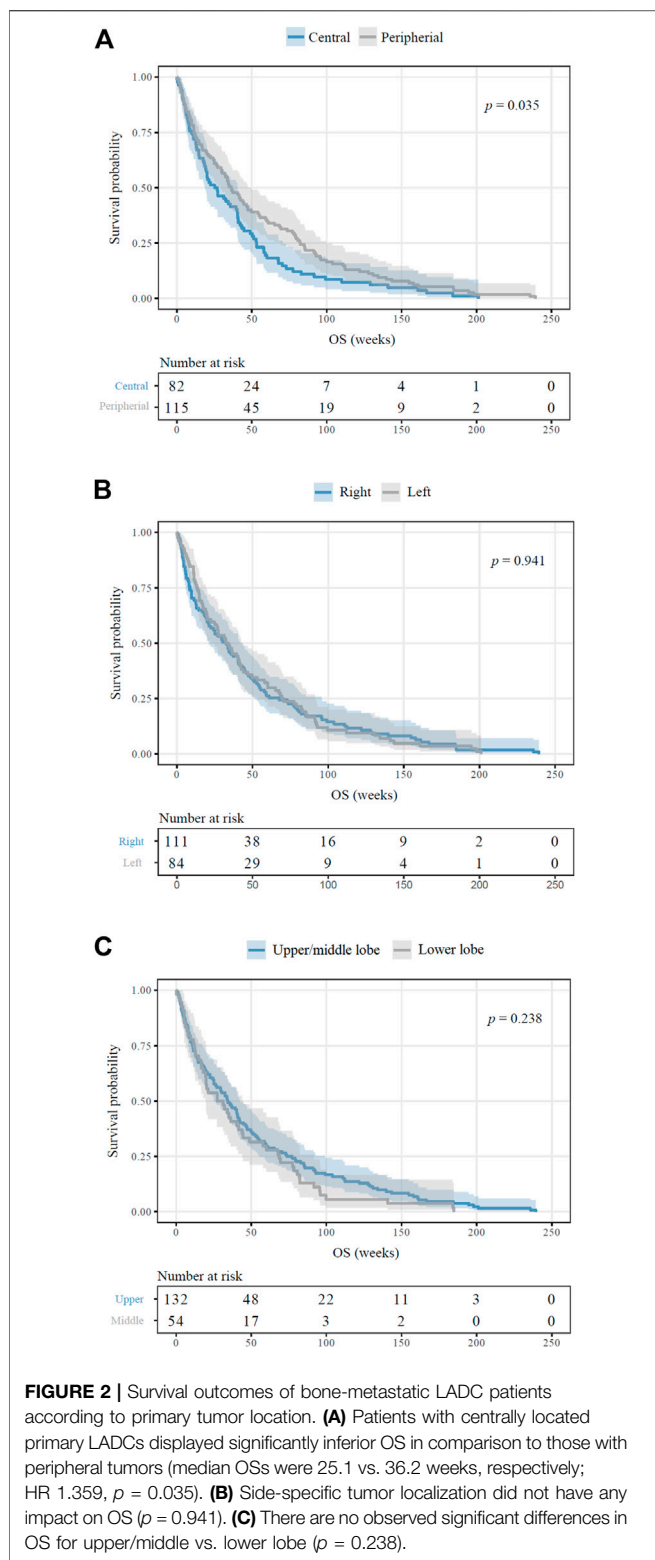 A
Central Peripherial
1.00
p = 0.035
0.75
0.50
0.25
0.00
Survival probability
0 50 100 150 200 250
OS (weeks)
Number at risk
Central 82 24 7 4 1 0
Peripherial 115 45 19 9 2 0
0 50 100 150 200 250
B
Right Left
1.00
p = 0.941
0.75
0.50
0.25
0.00
Survival probability
0 50 100 150 200 250
OS (weeks)
Number at risk
Right 111 38 16 9 2 0
Left 84 29 9 4 1 0
0 50 100 150 200 250
C
Upper/middle lobe Lower lobe
1.00
p = 0.238
0.75
0.50
0.25
0.00
Survival probability
0 50 100 150 200 250
OS (weeks)
Number at risk
Upper 132 48 22 11 3 0
Middle 54 17 3 2 0 0
0 50 100 150 200 250
FIGURE 2 | Survival outcomes of bone-metastatic LADC patients
according to primary tumor location. (A) Patients with centrally located
primary LADCs displayed significantly inferior OS in comparison to those with
peripheral tumors (median OSs were 25.1 vs. 36.2 weeks, respectively;
HR 1.359, p = 0.035). (B) Side-specific tumor localization did not have any
impact on OS (p = 0.941). (C) There are no observed significant differences in
OS for upper/middle vs. lower lobe (p = 0.238).